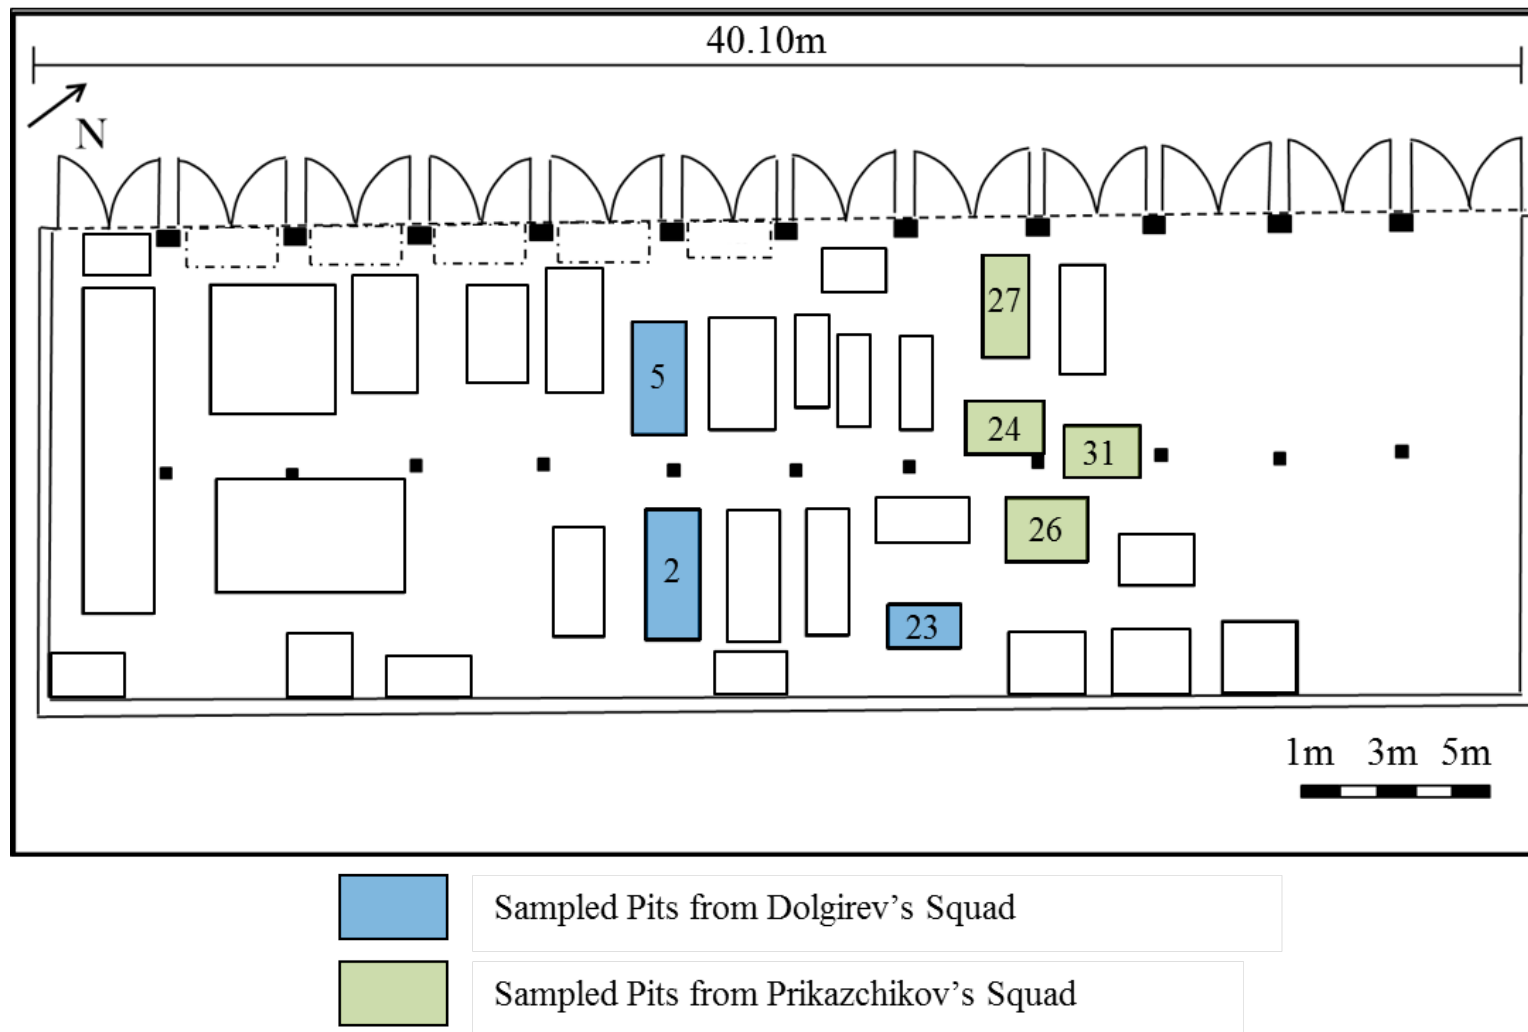 40.10m
N
27
5
24
31
26
2
23
1m 3m 5m
Sampled Pits from Dolgirev’s Squad
Sampled Pits from Prikazchikov’s Squad